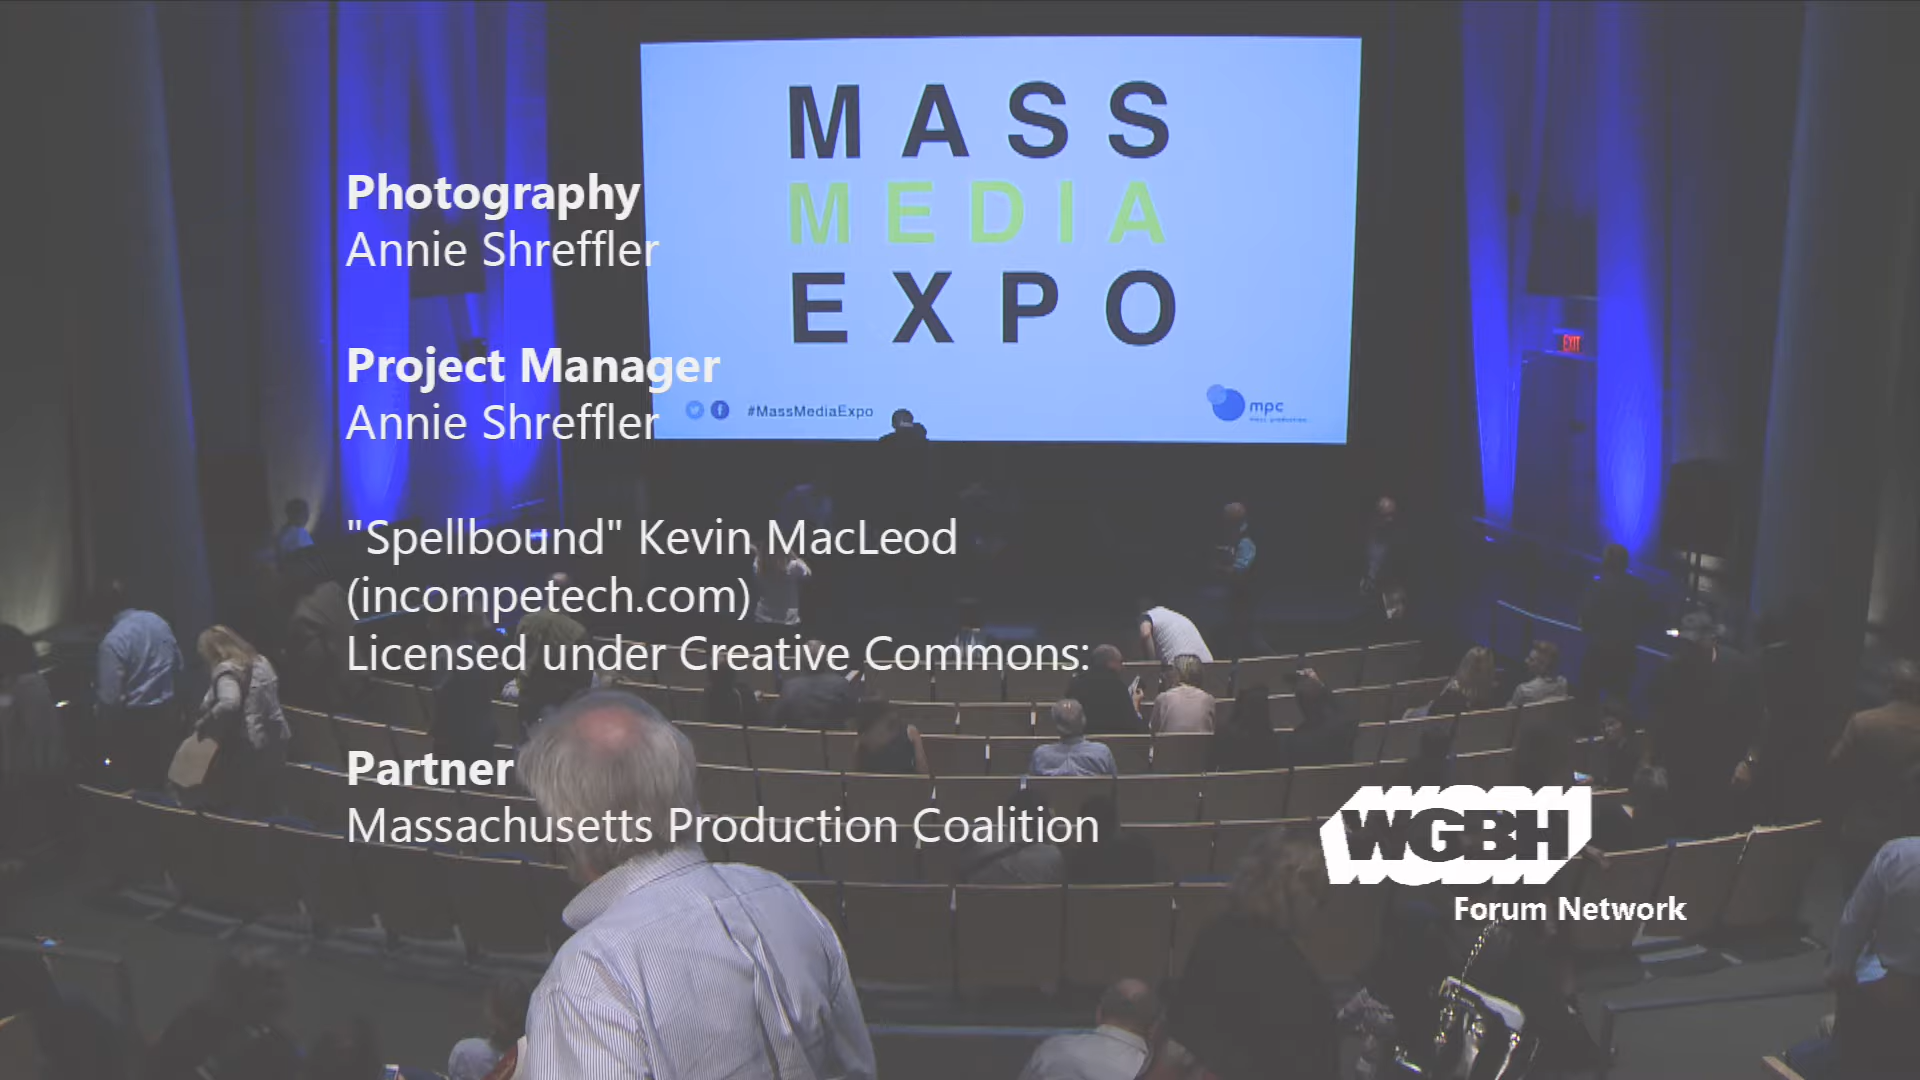 MASS
MEDIA
EXPO
#MassMediaExpo
mpc
EXIT
Photography
Annie Shreffler
Project Manager
Annie Shreffler
"Spellbound" Kevin MacLeod
(incompetech.com)
Licensed under Creative Commons:
Partner
Massachusetts Production Coalition
WGBH
Forum Network